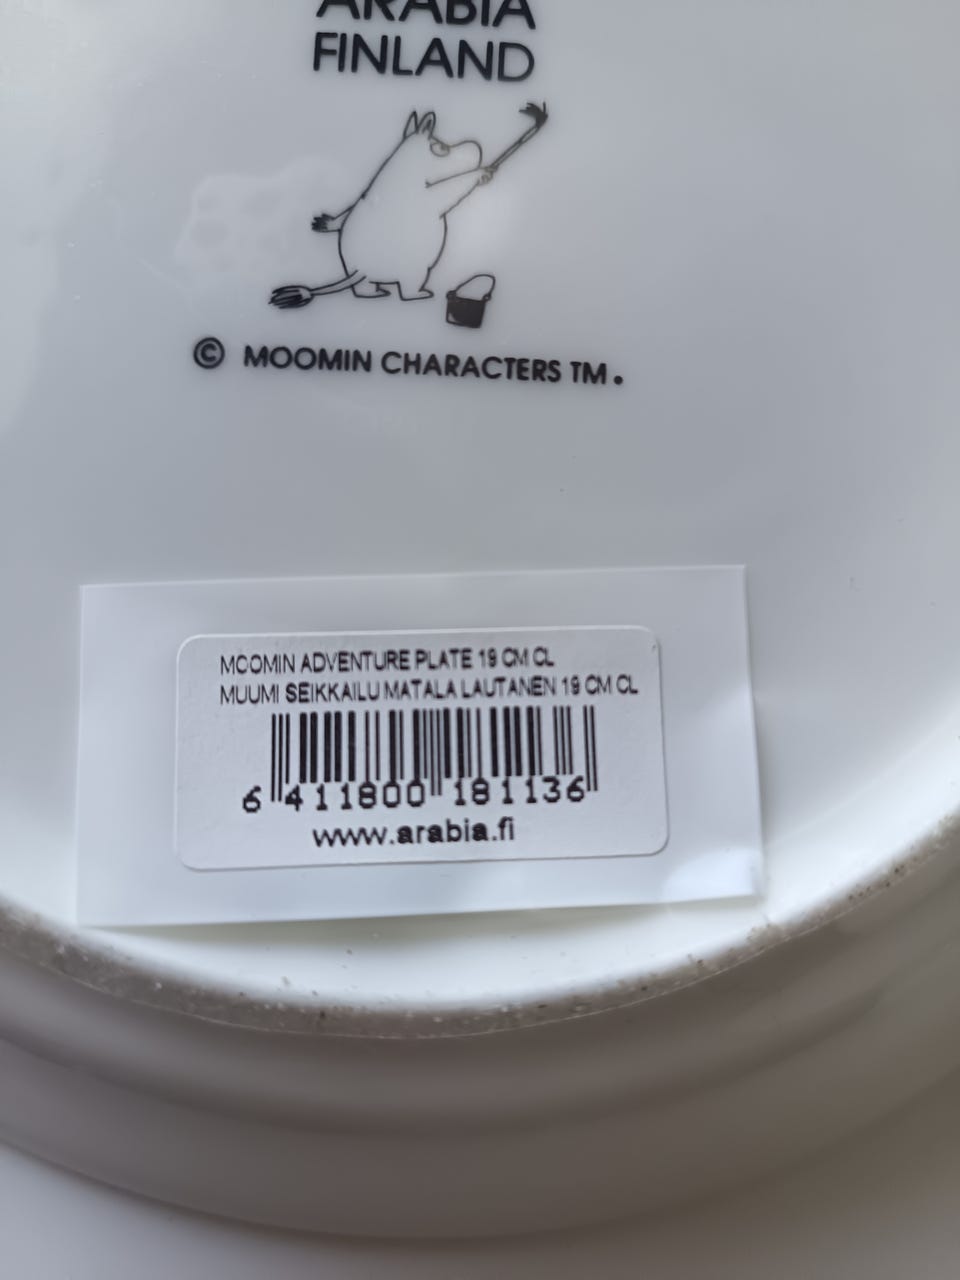 ARABIA
FINLAND
© MOOMIN CHARACTERS TM.
MOOMIN ADVENTURE PLATE 19 CM CL
MUUMI SEIKKAILU MATALA LAUTANEN 19 CM CL
6 411800 181136
www.arabia.fi